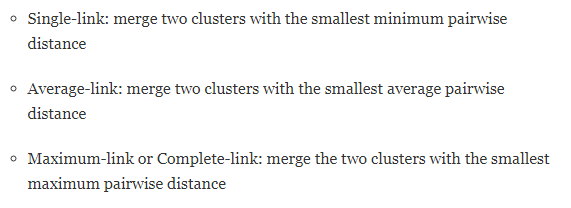 Single-link: merge two clusters with the smallest minimum pairwise
distance
Average-link: merge two clusters with the smallest average pairwise
distance
Maximum-link or Complete-link: merge the two clusters with the smallest
maximum pairwise distance